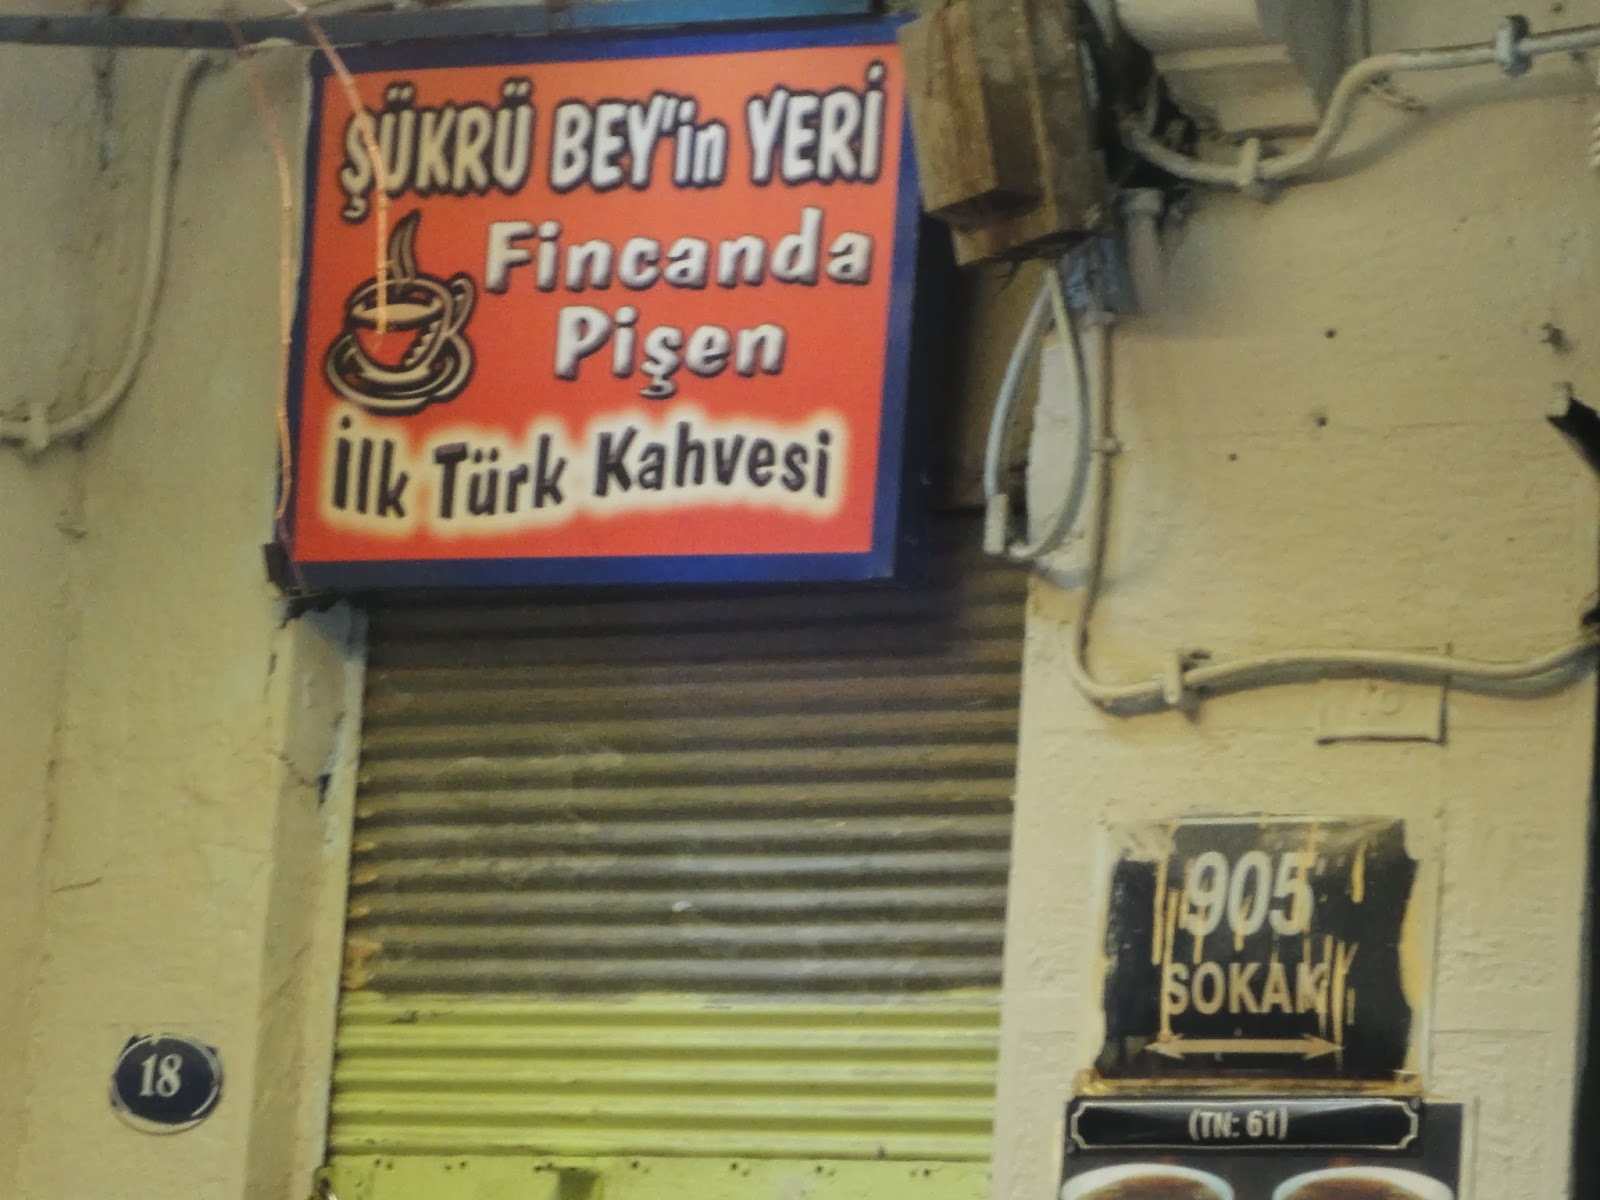 ŞÜKRÜ BEY'in YERİ
Fincanda
Pişen
İlk Türk Kahvesi
905
SOKAK
18
(TN: 61)